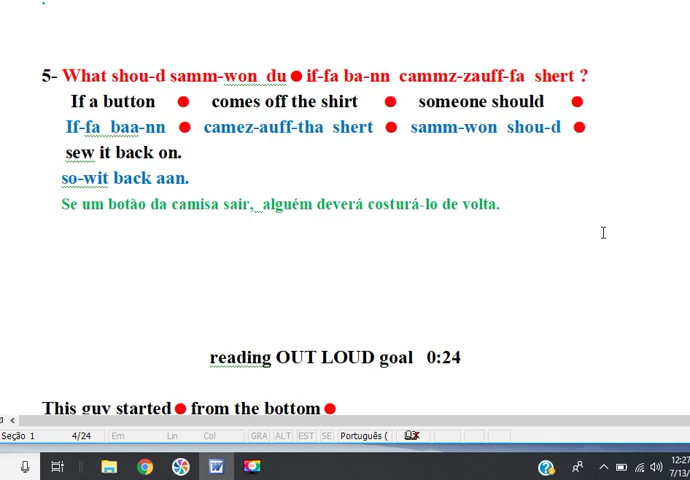 5- What shou-d samm-won du ● if-fa ba-nn cammz-zauff-fa shert ?
If a button ● comes off the shirt ● someone should ●
If-fa baa-nn ● camez-auff-tha shert ● samm-won shou-d ●
sew it back on.
so-wit back aan.
Se um botão da camisa sair, alguém deverá costurá-lo de volta.
reading OUT LOUD goal 0:24
This guy started ● from the bottom ●
Seção 1 4/24 Em Lin Col GRA ALT EST SE Português (
12:27
7/13/